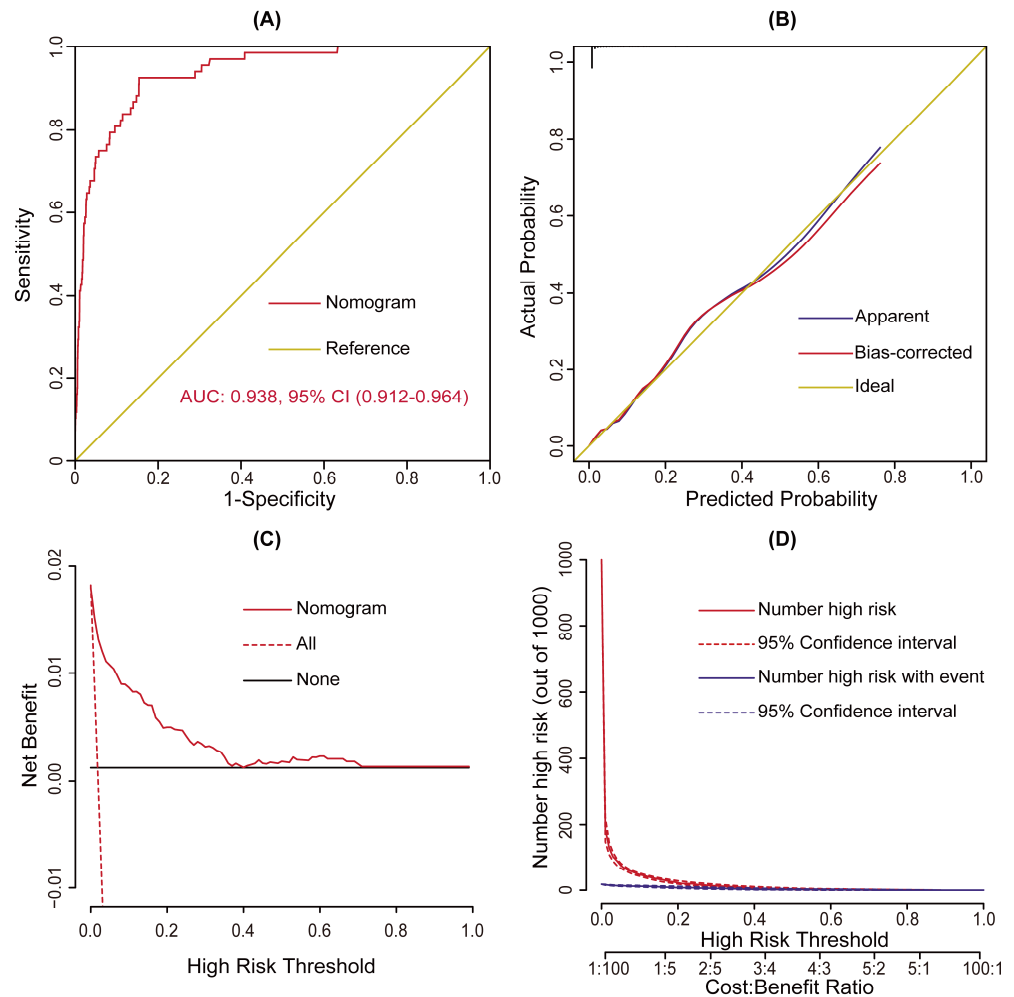 (A)
1.0
0.8
0.6
0.4
0.2
0
Sensitivity
Nomogram
Reference
AUC: 0.938, 95% CI (0.912-0.964)
0 0.2 0.4 0.6 0.8 1.0
1-Specificity
(B)
1.0
0.8
0.6
0.4
0.2
0.0
Actual Probability
Apparent
Bias-corrected
Ideal
0.0 0.2 0.4 0.6 0.8 1.0
Predicted Probability
(C)
0.02
0.01
0.00
−0.01
Net Benefit
Nomogram
All
None
0.0 0.2 0.4 0.6 0.8 1.0
High Risk Threshold
(D)
1000
800
600
400
200
0
Number high risk (out of 1000)
Number high risk
95% Confidence interval
Number high risk with event
95% Confidence interval
0.0 0.2 0.4 0.6 0.8 1.0
High Risk Threshold
1:100 1:5 2:5 3:4 4:3 5:2 5:1 100:1
Cost:Benefit Ratio